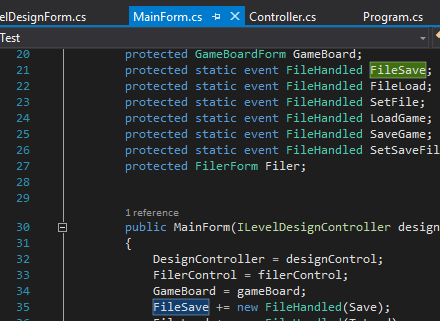 elDesignForm.cs MainForm.cs Controller.cs Program.cs
Test
20 protected GameBoardForm GameBoard;
21 protected static event FileHandled FileSave;
22 protected static event FileHandled FileLoad;
23 protected static event FileHandled SetFile;
24 protected static event FileHandled LoadGame;
25 protected static event FileHandled SaveGame;
26 protected static event FileHandled SetSaveFil
27 protected FilerForm Filer;
28
29
1 reference
30 public MainForm(ILevelDesignController design
31 {
32 DesignController = designControl;
33 FilerControl = filerControl;
34 GameBoard = gameBoard;
35 FileSave += new FileHandled(Save);